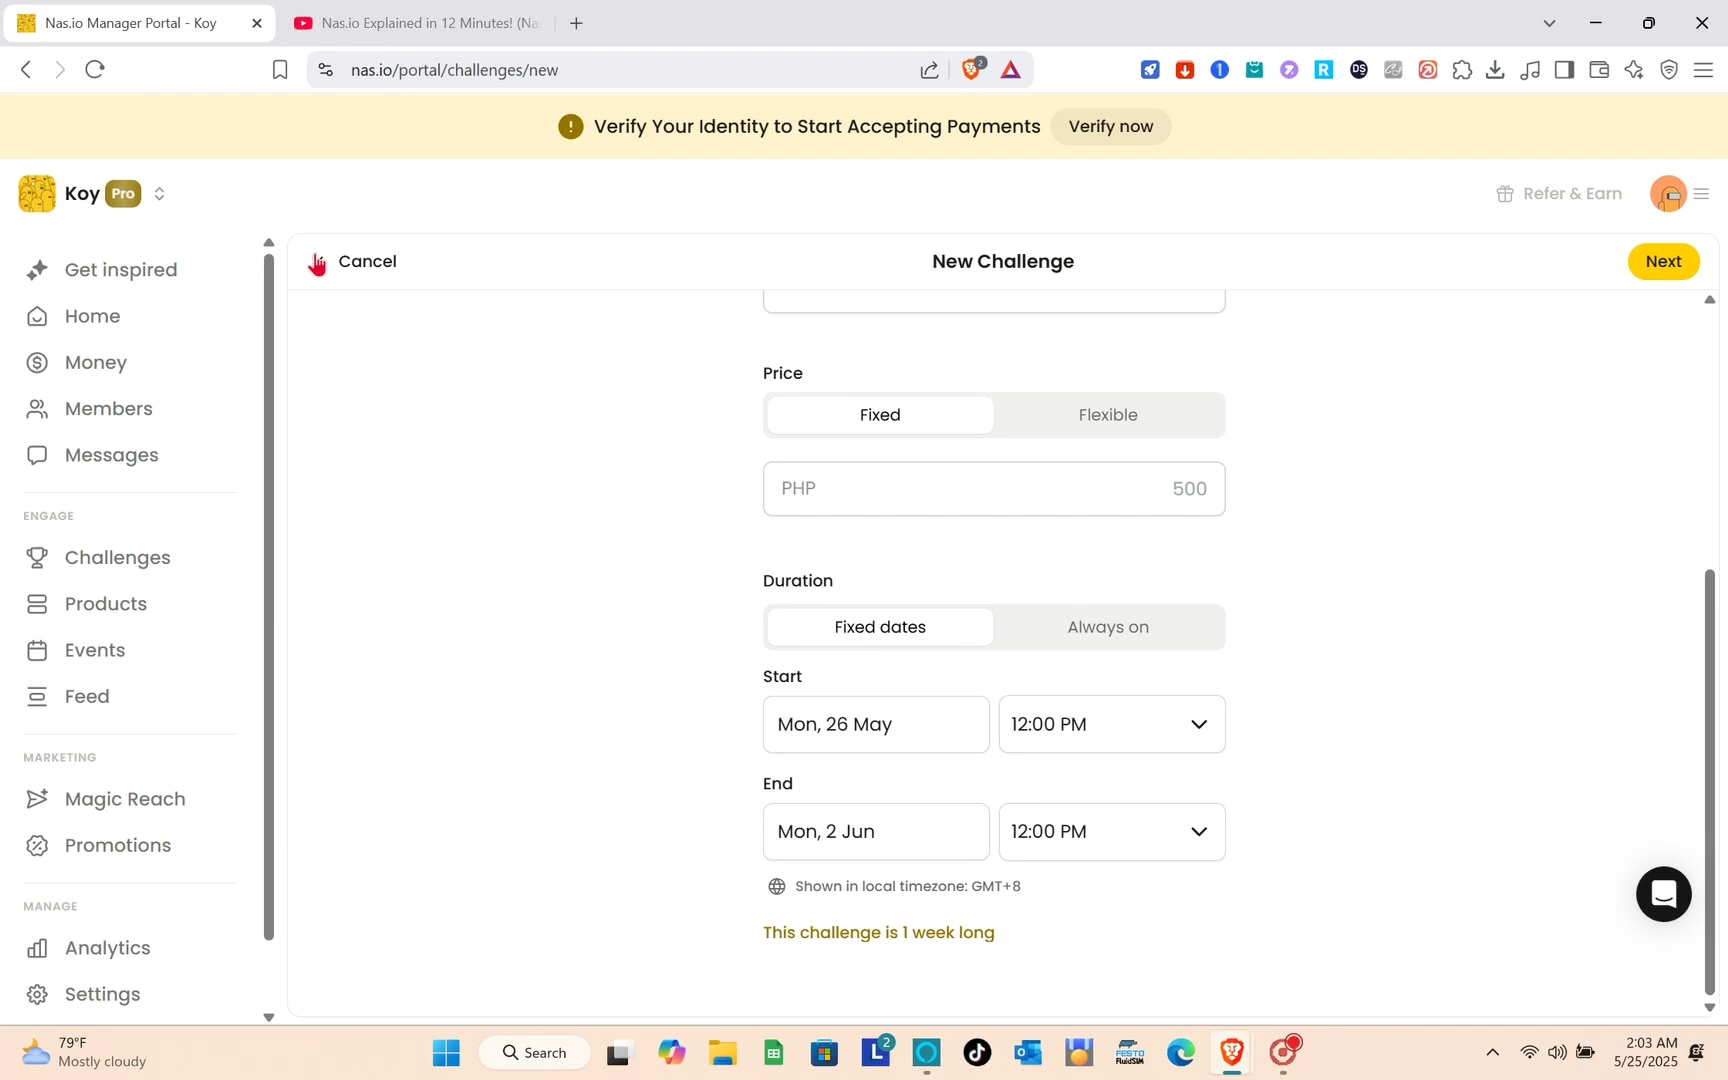 Nas.io Manager Portal - Koy
Nas.io Explained in 12 Minutes! (Na
nas.io/portal/challenges/new
2
Verify Your Identity to Start Accepting Payments
Verify now
Koy
Pro
Refer & Earn
Get inspired
Home
Money
Members
Messages
ENGAGE
Challenges
Products
Events
Feed
MARKETING
Magic Reach
Promotions
MANAGE
Analytics
Settings
Cancel
New Challenge
Next
Price
Fixed
Flexible
PHP
500
Duration
Fixed dates
Always on
Start
Mon, 26 May
12:00 PM
End
Mon, 2 Jun
12:00 PM
Shown in local timezone: GMT+8
This challenge is 1 week long
79°F
Mostly cloudy
Search
L
2
FESTO
FluidSIM
2:03 AM
5/25/2025